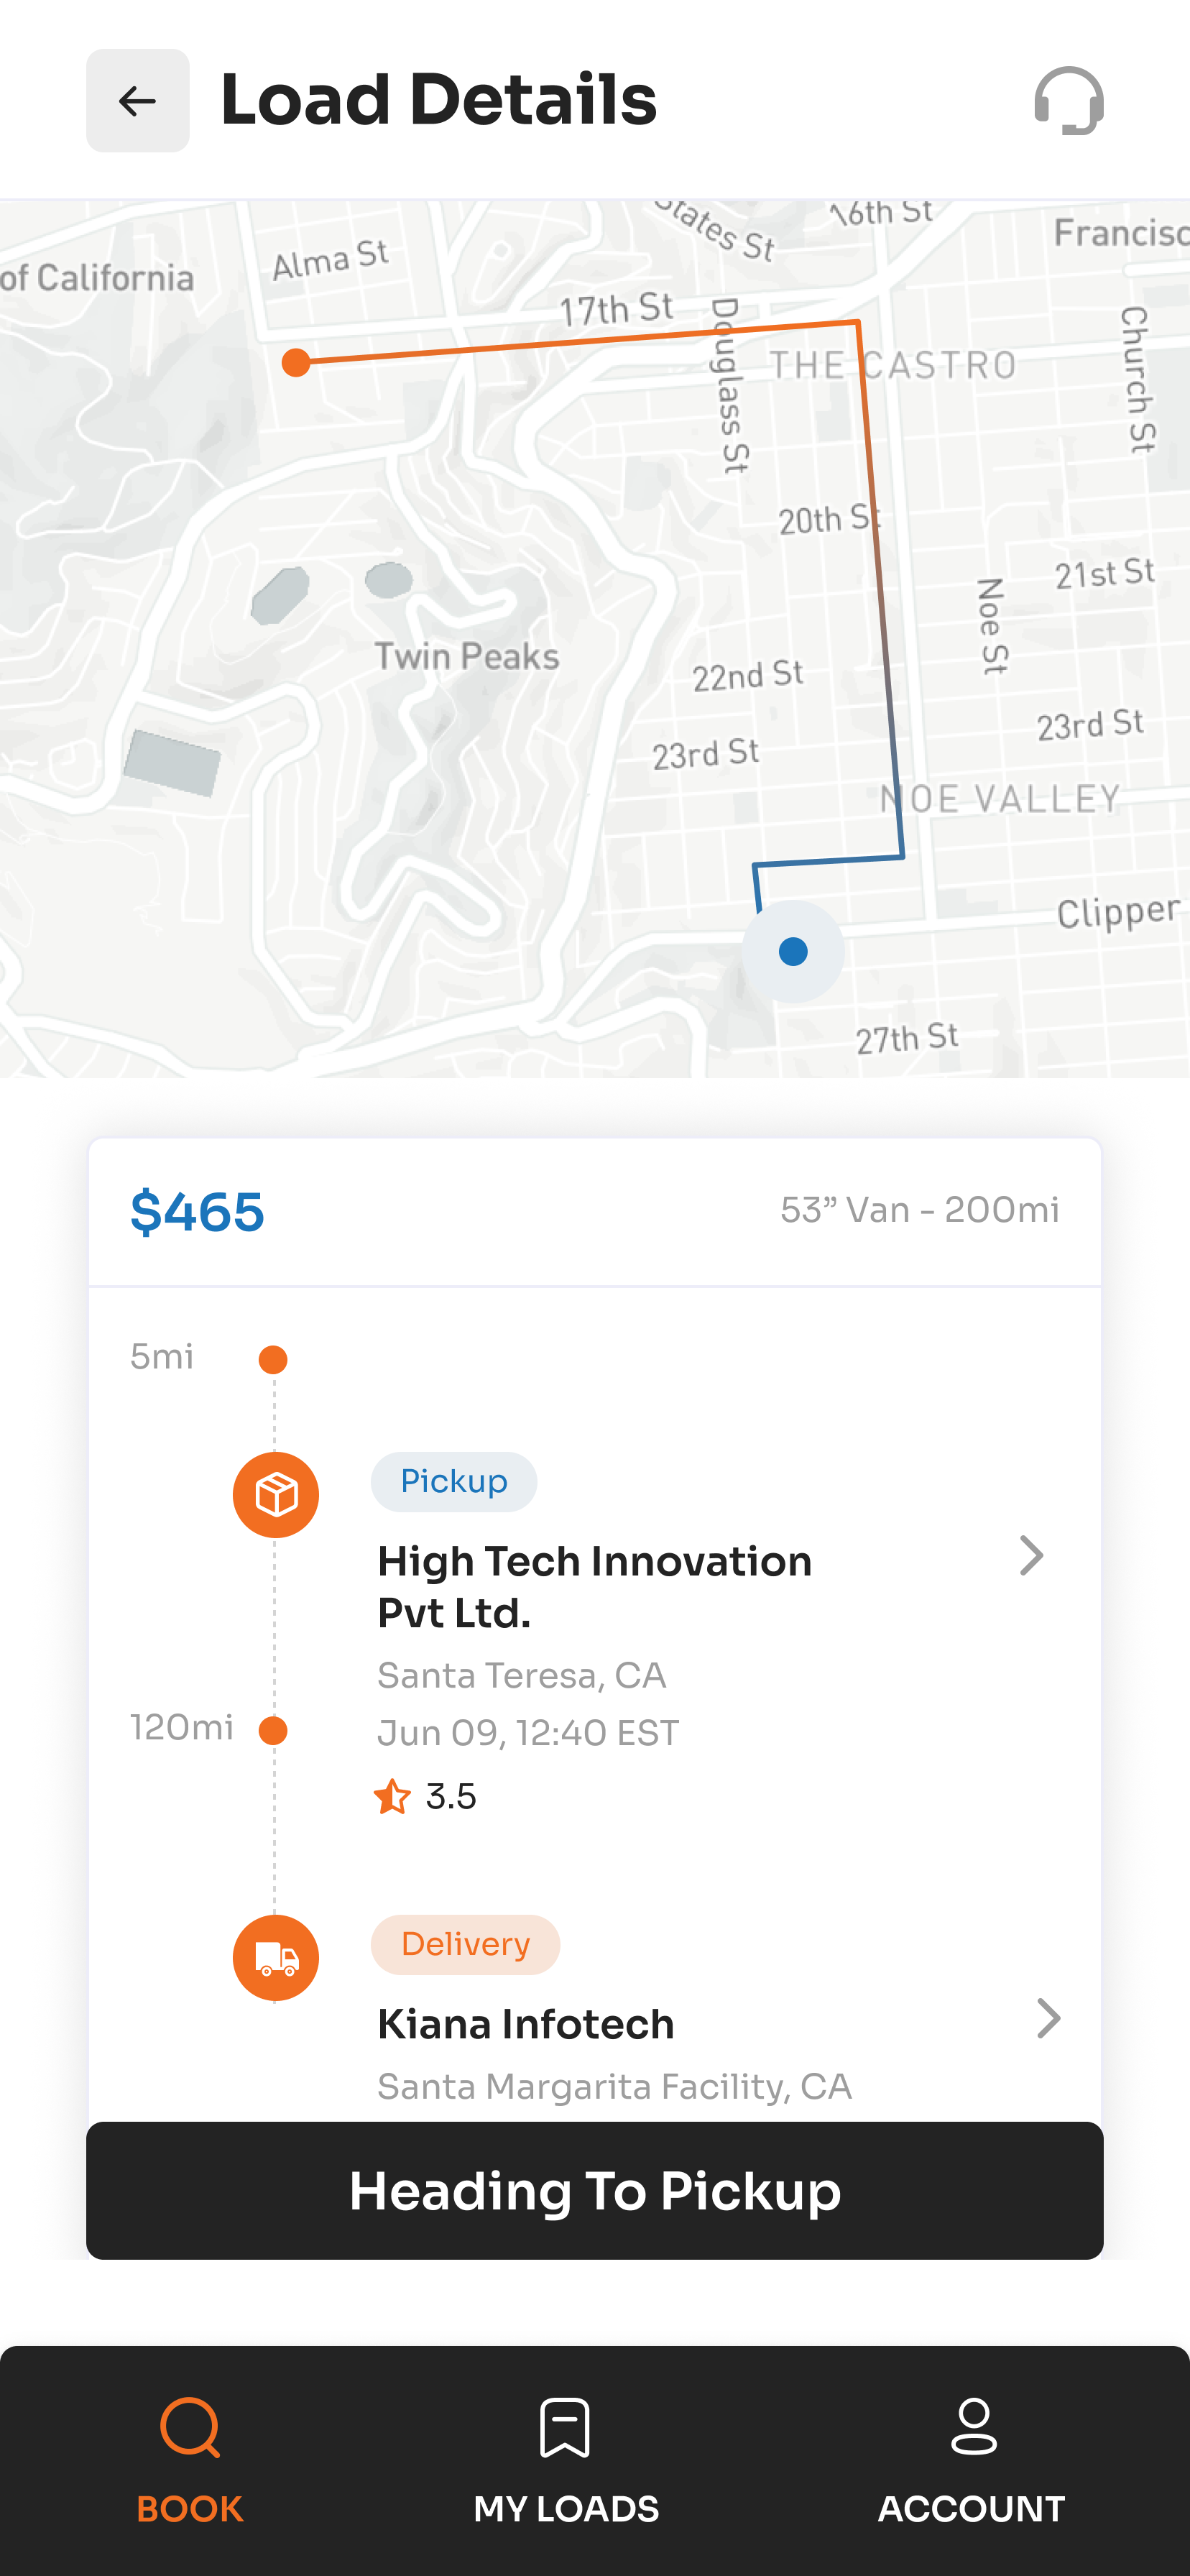 Load Details
States St
16th St
Francisc
of California
Alma St
17th St
Douglass St
THE CASTRO
Church St
20th St
21st St
Noe St
Twin Peaks
22nd St
23rd St
23rd St
NOE VALLEY
Clipper
27th St
$465
53” Van - 200mi
5mi
Pickup
High Tech Innovation
Pvt Ltd.
Santa Teresa, CA
120mi
Jun 09, 12:40 EST
3.5
Delivery
Kiana Infotech
Santa Margarita Facility, CA
Heading To Pickup
BOOK
MY LOADS
ACCOUNT